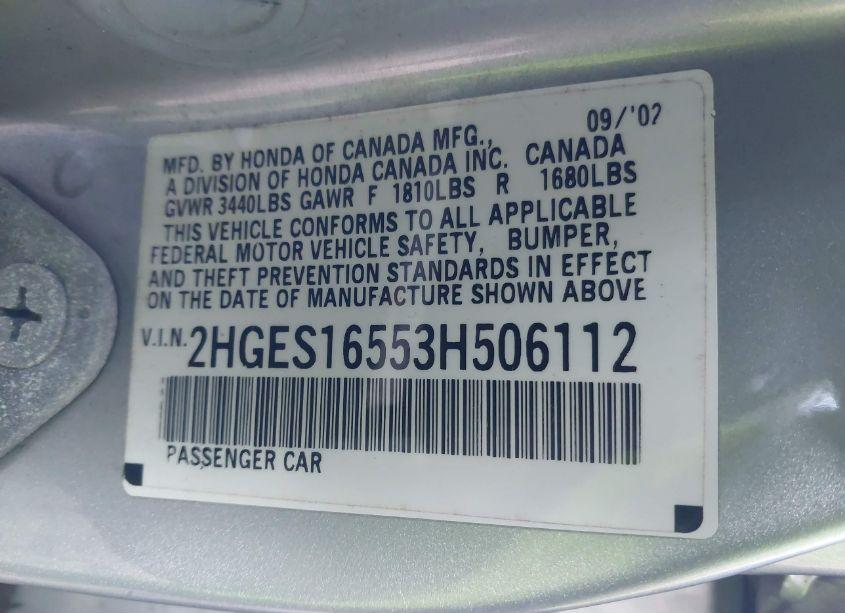 09/'02
MFD. BY HONDA OF CANADA MFG.,
A DIVISION OF HONDA CANADA INC. CANADA
GVWR 3440LBS GAWR F 1810LBS R 1680LBS
THIS VEHICLE CONFORMS TO ALL APPLICABLE
FEDERAL MOTOR VEHICLE SAFETY, BUMPER,
AND THEFT PREVENTION STANDARDS IN EFFECT
ON THE DATE OF MANUFACTURE SHOWN ABOVE
V.I.N. 2HGES16553H506112
PASSENGER CAR